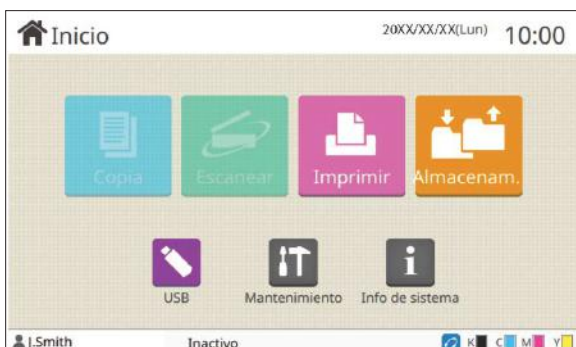 Inicio
20XX/XX/XX(Lun) 10:00
Copia Escanear Imprimir Almacenam.
USB Mantenimiento Info de sistema
J.Smith Inactivo K C M Y